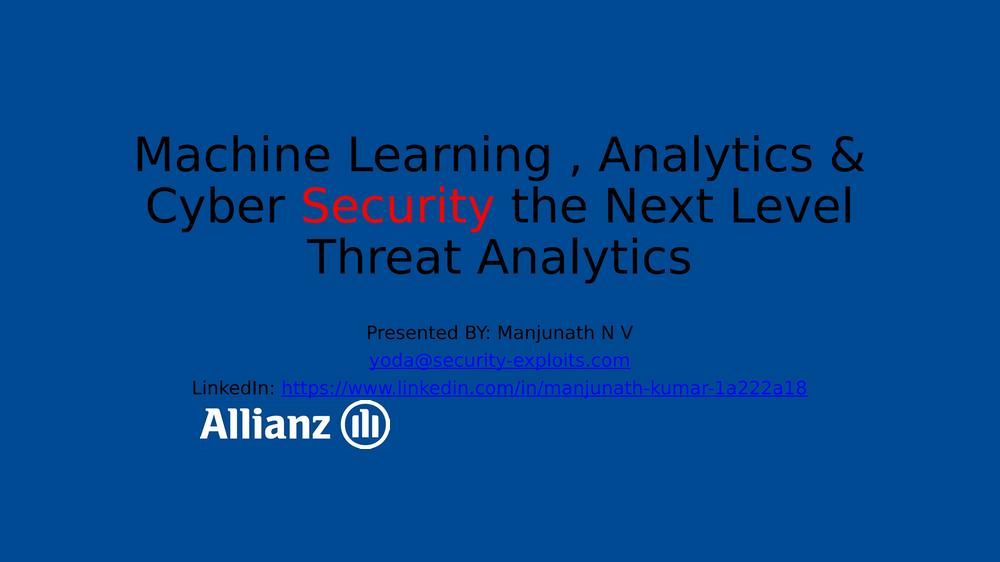 Machine Learning , Analytics &
Cyber Security the Next Level
Threat Analytics
Presented BY: Manjunath N V
yoda@security-exploits.com
LinkedIn: https://www.linkedin.com/in/manjunath-kumar-1a222a18
Allianz